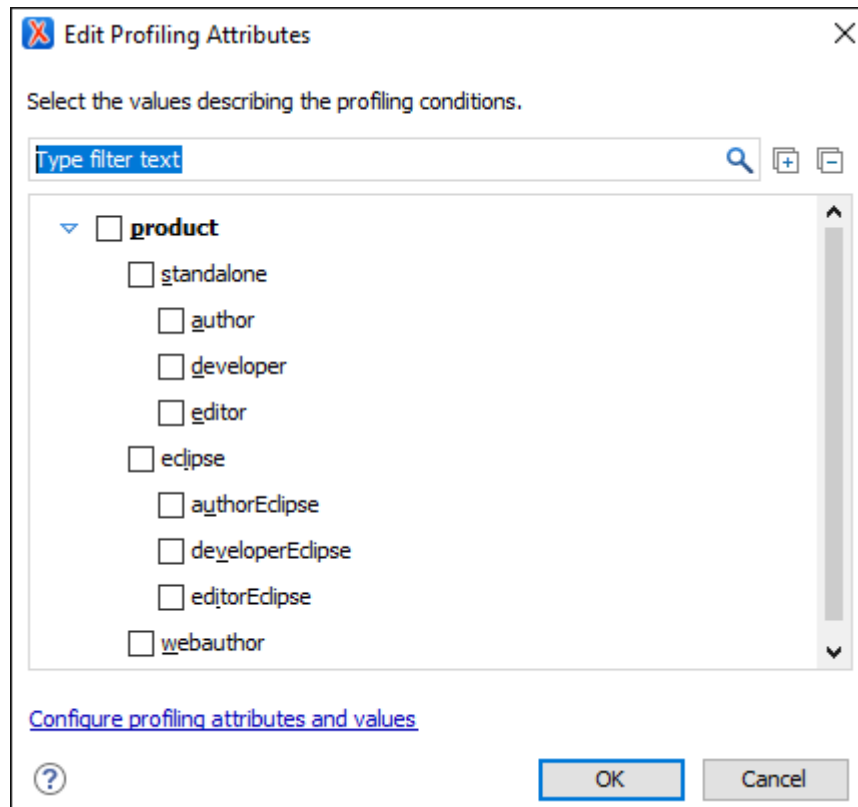 Edit Profiling Attributes
Select the values describing the profiling conditions.
Type filter text
product
standalone
author
developer
editor
eclipse
authorEclipse
developerEclipse
editorEclipse
webauthor
Configure profiling attributes and values
OK Cancel